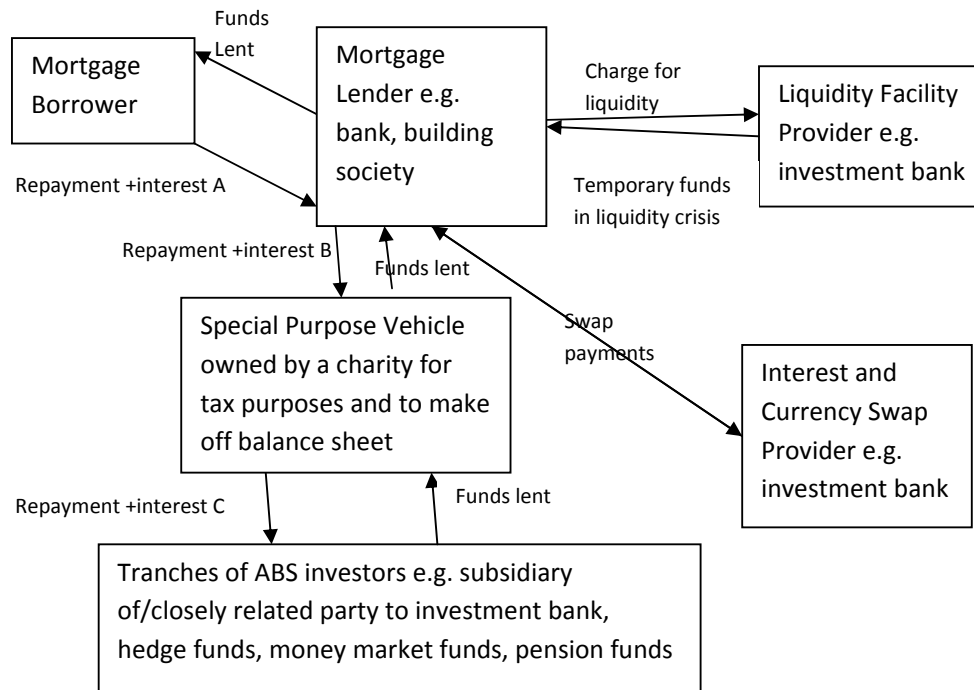 Funds
Lent
Mortgage
Borrower
Mortgage
Lender e.g.
bank, building
society
Charge for
liquidity
Liquidity Facility
Provider e.g.
investment bank
Repayment +interest A
Temporary funds
in liquidity crisis
Repayment +interest B
Funds lent
Special Purpose Vehicle
owned by a charity for
tax purposes and to make
off balance sheet
Swap
payments
Interest and
Currency Swap
Provider e.g.
investment bank
Repayment +interest C
Funds lent
Tranches of ABS investors e.g. subsidiary
of/closely related party to investment bank,
hedge funds, money market funds, pension funds